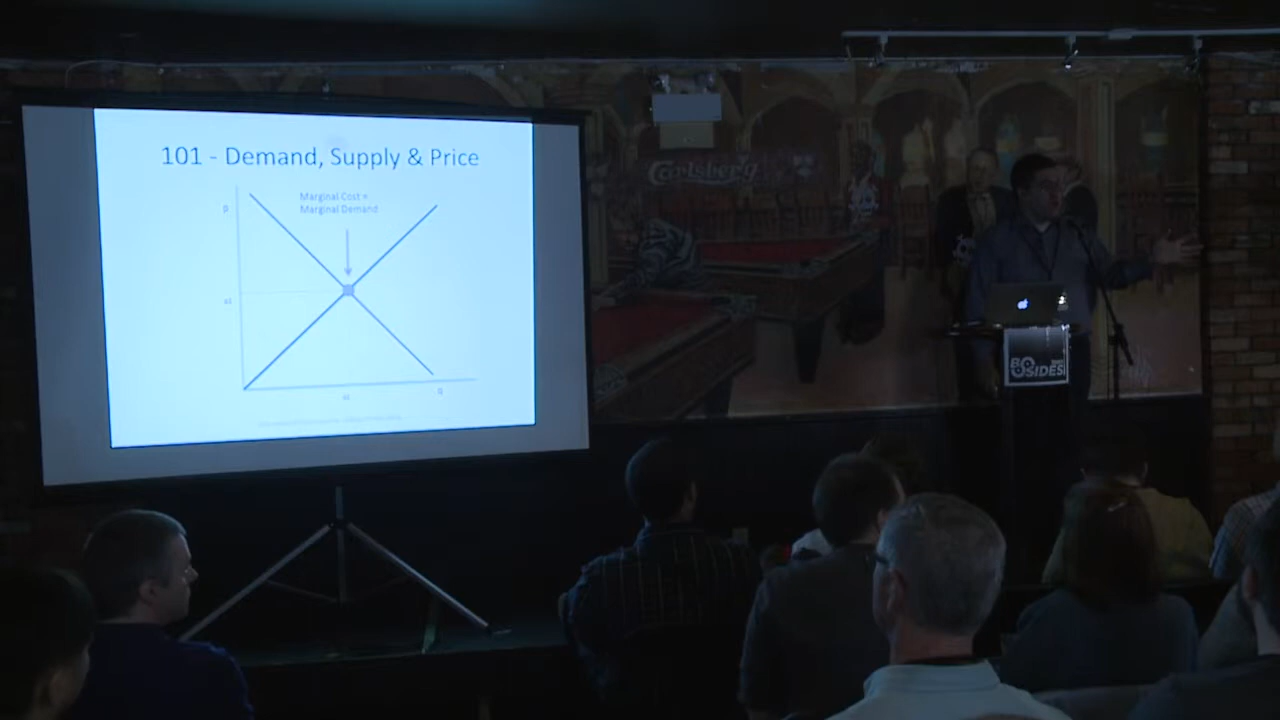 101 - Demand, Supply & Price
Marginal Cost =
Marginal Demand
p
Q
Carlsberg
BSIDES